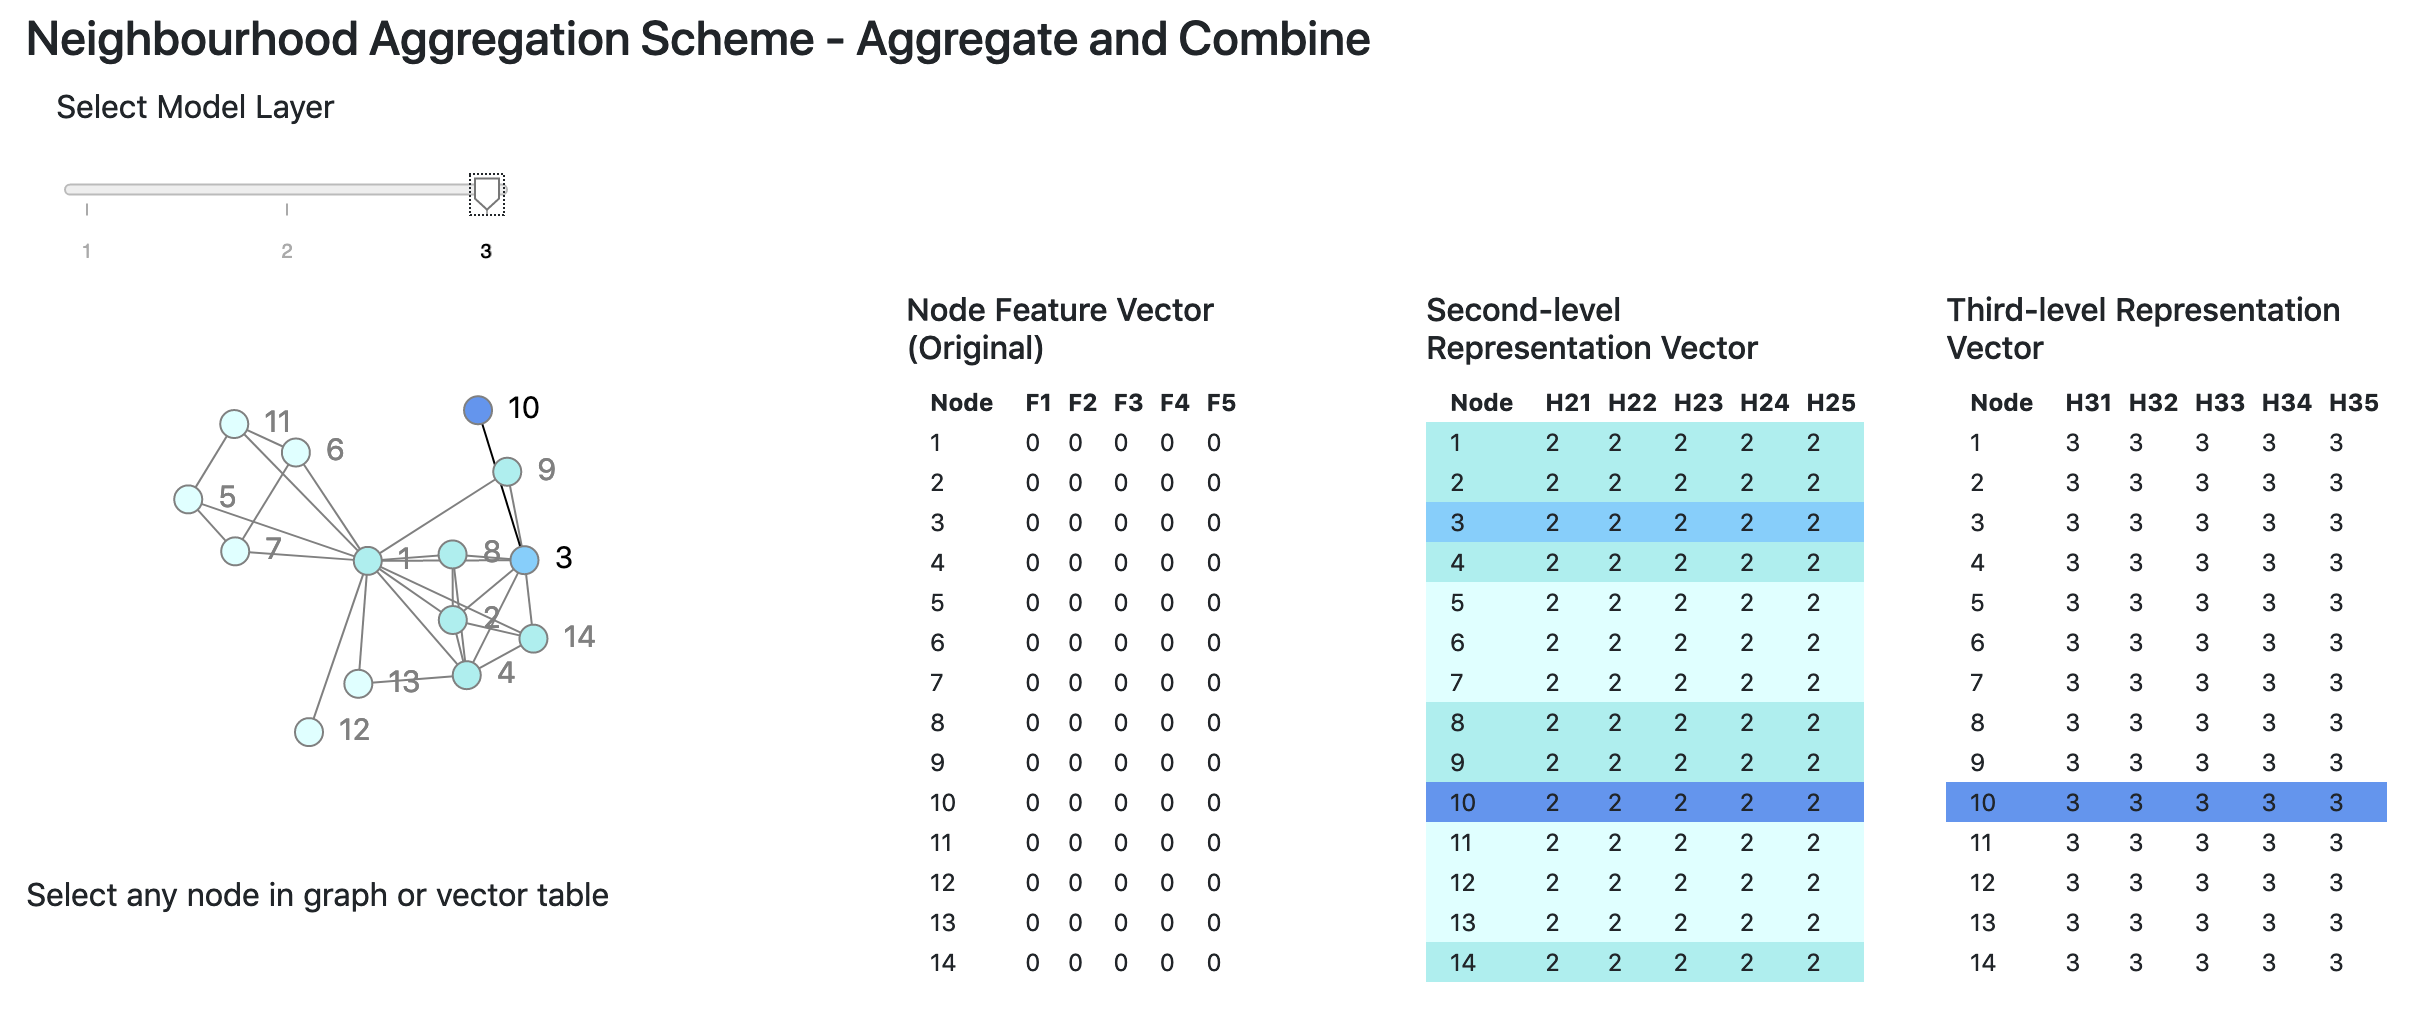 Neighbourhood Aggregation Scheme - Aggregate and Combine
Select Model Layer
1 2 3
10
11
6
9
5
7
1
8
3
2
14
4
13
12
Select any node in graph or vector table
Node Feature Vector
(Original)
Node F1 F2 F3 F4 F5
1 0 0 0 0 0
2 0 0 0 0 0
3 0 0 0 0 0
4 0 0 0 0 0
5 0 0 0 0 0
6 0 0 0 0 0
7 0 0 0 0 0
8 0 0 0 0 0
9 0 0 0 0 0
10 0 0 0 0 0
11 0 0 0 0 0
12 0 0 0 0 0
13 0 0 0 0 0
14 0 0 0 0 0
Second-level
Representation Vector
Node H21 H22 H23 H24 H25
1 2 2 2 2 2
2 2 2 2 2 2
3 2 2 2 2 2
4 2 2 2 2 2
5 2 2 2 2 2
6 2 2 2 2 2
7 2 2 2 2 2
8 2 2 2 2 2
9 2 2 2 2 2
10 2 2 2 2 2
11 2 2 2 2 2
12 2 2 2 2 2
13 2 2 2 2 2
14 2 2 2 2 2
Third-level Representation
Vector
Node H31 H32 H33 H34 H35
1 3 3 3 3 3
2 3 3 3 3 3
3 3 3 3 3 3
4 3 3 3 3 3
5 3 3 3 3 3
6 3 3 3 3 3
7 3 3 3 3 3
8 3 3 3 3 3
9 3 3 3 3 3
10 3 3 3 3 3
11 3 3 3 3 3
12 3 3 3 3 3
13 3 3 3 3 3
14 3 3 3 3 3